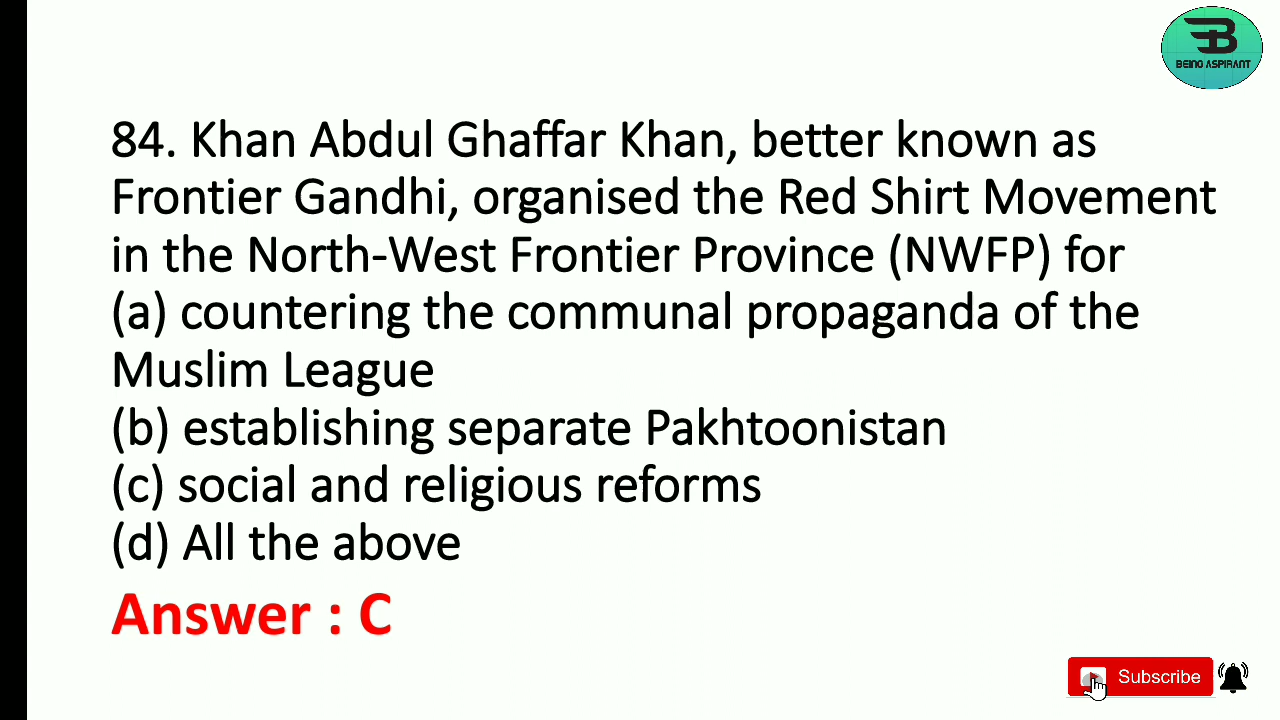 BEING ASPIRANT
84. Khan Abdul Ghaffar Khan, better known as
Frontier Gandhi, organised the Red Shirt Movement
in the North-West Frontier Province (NWFP) for
(a) countering the communal propaganda of the
Muslim League
(b) establishing separate Pakhtoonistan
(c) social and religious reforms
(d) All the above
Answer : C
Subscribe